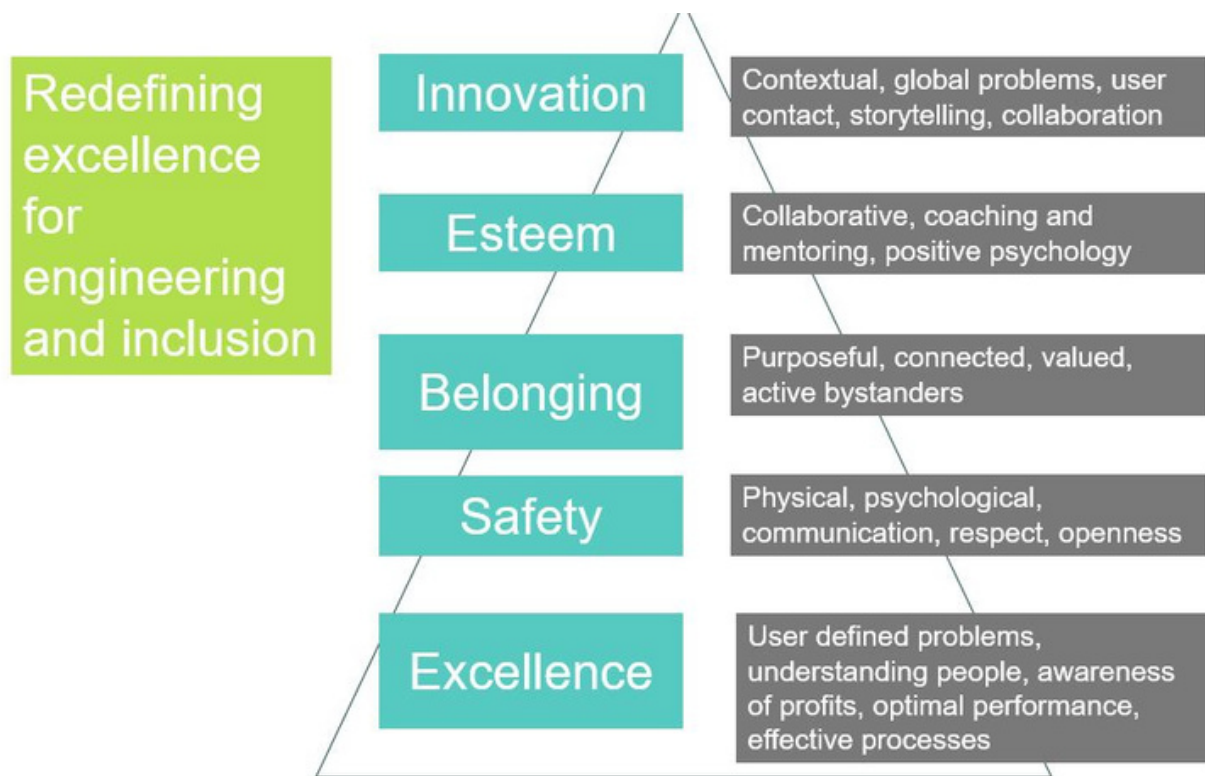 Redefining
excellence
for
engineering
and inclusion
Innovation
Contextual, global problems, user
contact, storytelling, collaboration
Esteem
Collaborative, coaching and
mentoring, positive psychology
Belonging
Purposeful, connected, valued,
active bystanders
Safety
Physical, psychological,
communication, respect, openness
Excellence
User defined problems,
understanding people, awareness
of profits, optimal performance,
effective processes